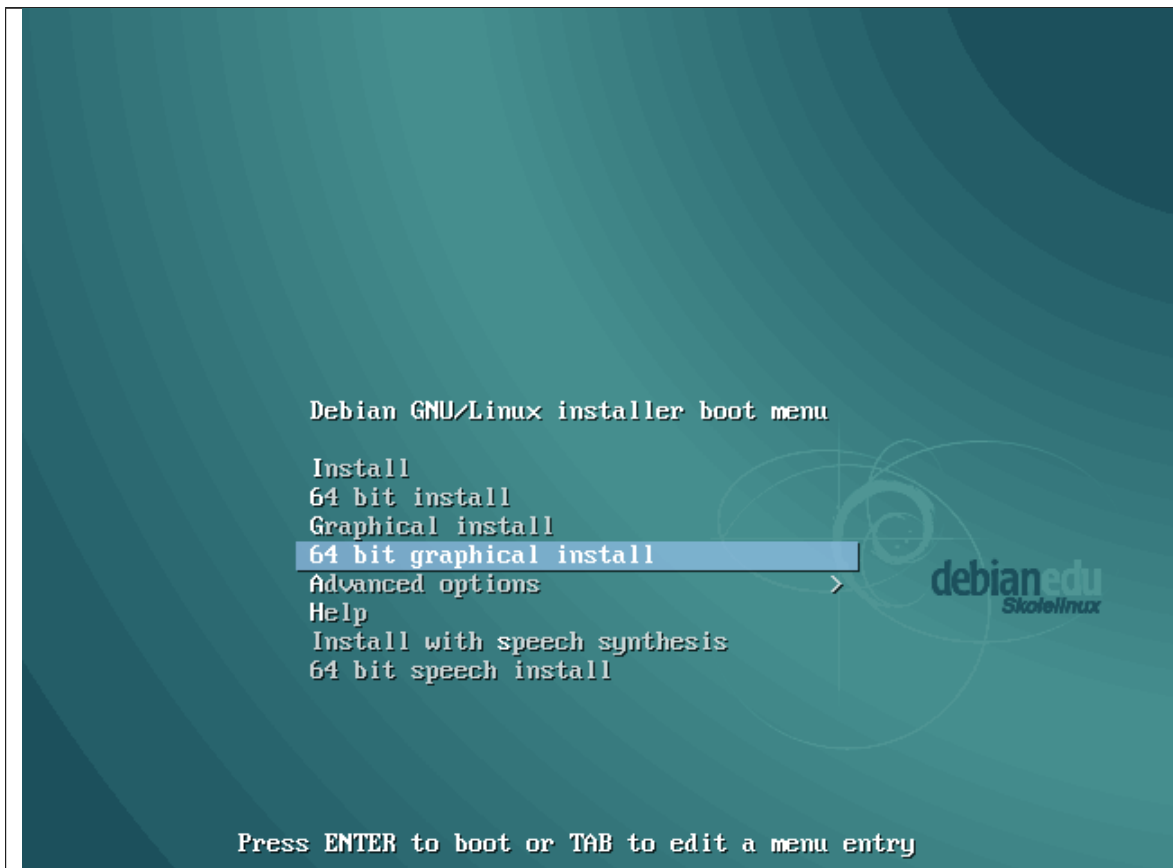 Debian GNU/Linux installer boot menu
Install
64 bit install
Graphical install
64 bit graphical install
Advanced options >
Help
Install with speech synthesis
64 bit speech install
debianedu
Skolelinux
Press ENTER to boot or TAB to edit a menu entry